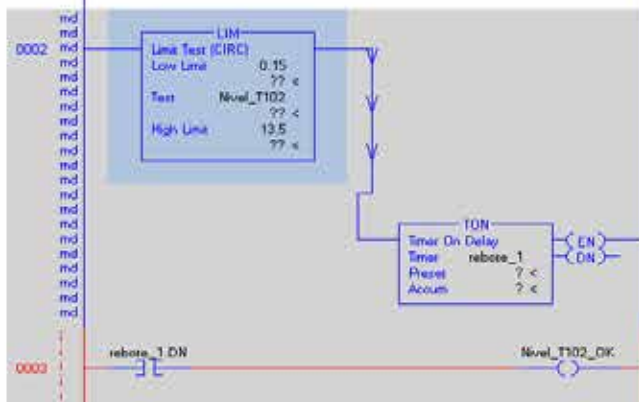 md
md
LIM
0002
md
Limit Test (CIRC)
md
Low Limit 0.15
md
?? <
md
Test Nivel_T102
md
?? <
md
High Limit 13.5
md
?? <
md
md
md
md
md
md
md
md
TON
md
Timer On Delay
EN
md
Timer rebose_1
DN
md
Preset ? <
md
Accum ? <
md
md
rebose_1.DN
Nivel_T102_OK
0003